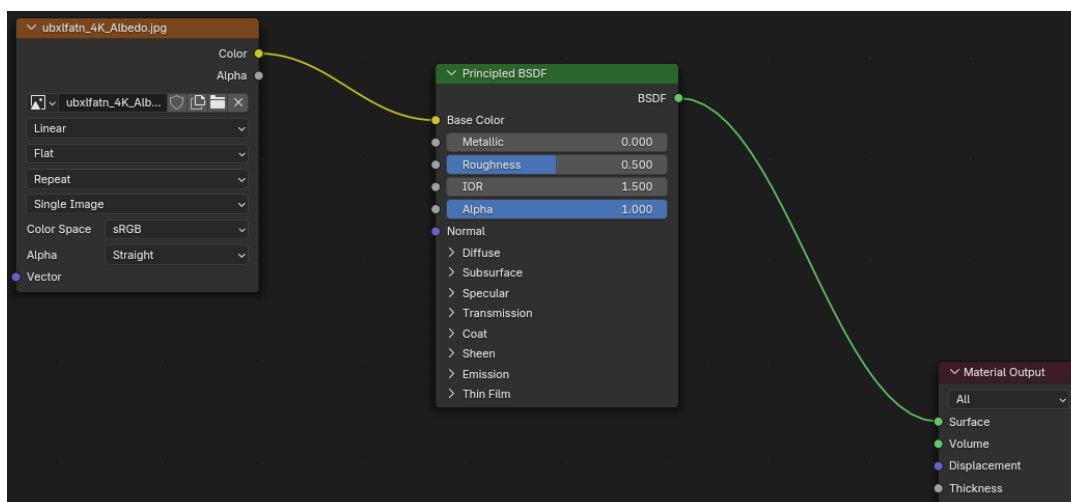 ubxlfatn_4K_Albedo.jpg
Color
Alpha
ubxlfatn_4K_Alb...
Linear
Flat
Repeat
Single Image
Color Space sRGB
Alpha Straight
Vector
Principled BSDF
BSDF
Base Color
Metallic 0.000
Roughness 0.500
IOR 1.500
Alpha 1.000
Normal
Diffuse
Subsurface
Specular
Transmission
Coat
Sheen
Emission
Thin Film
Material Output
All
Surface
Volume
Displacement
Thickness